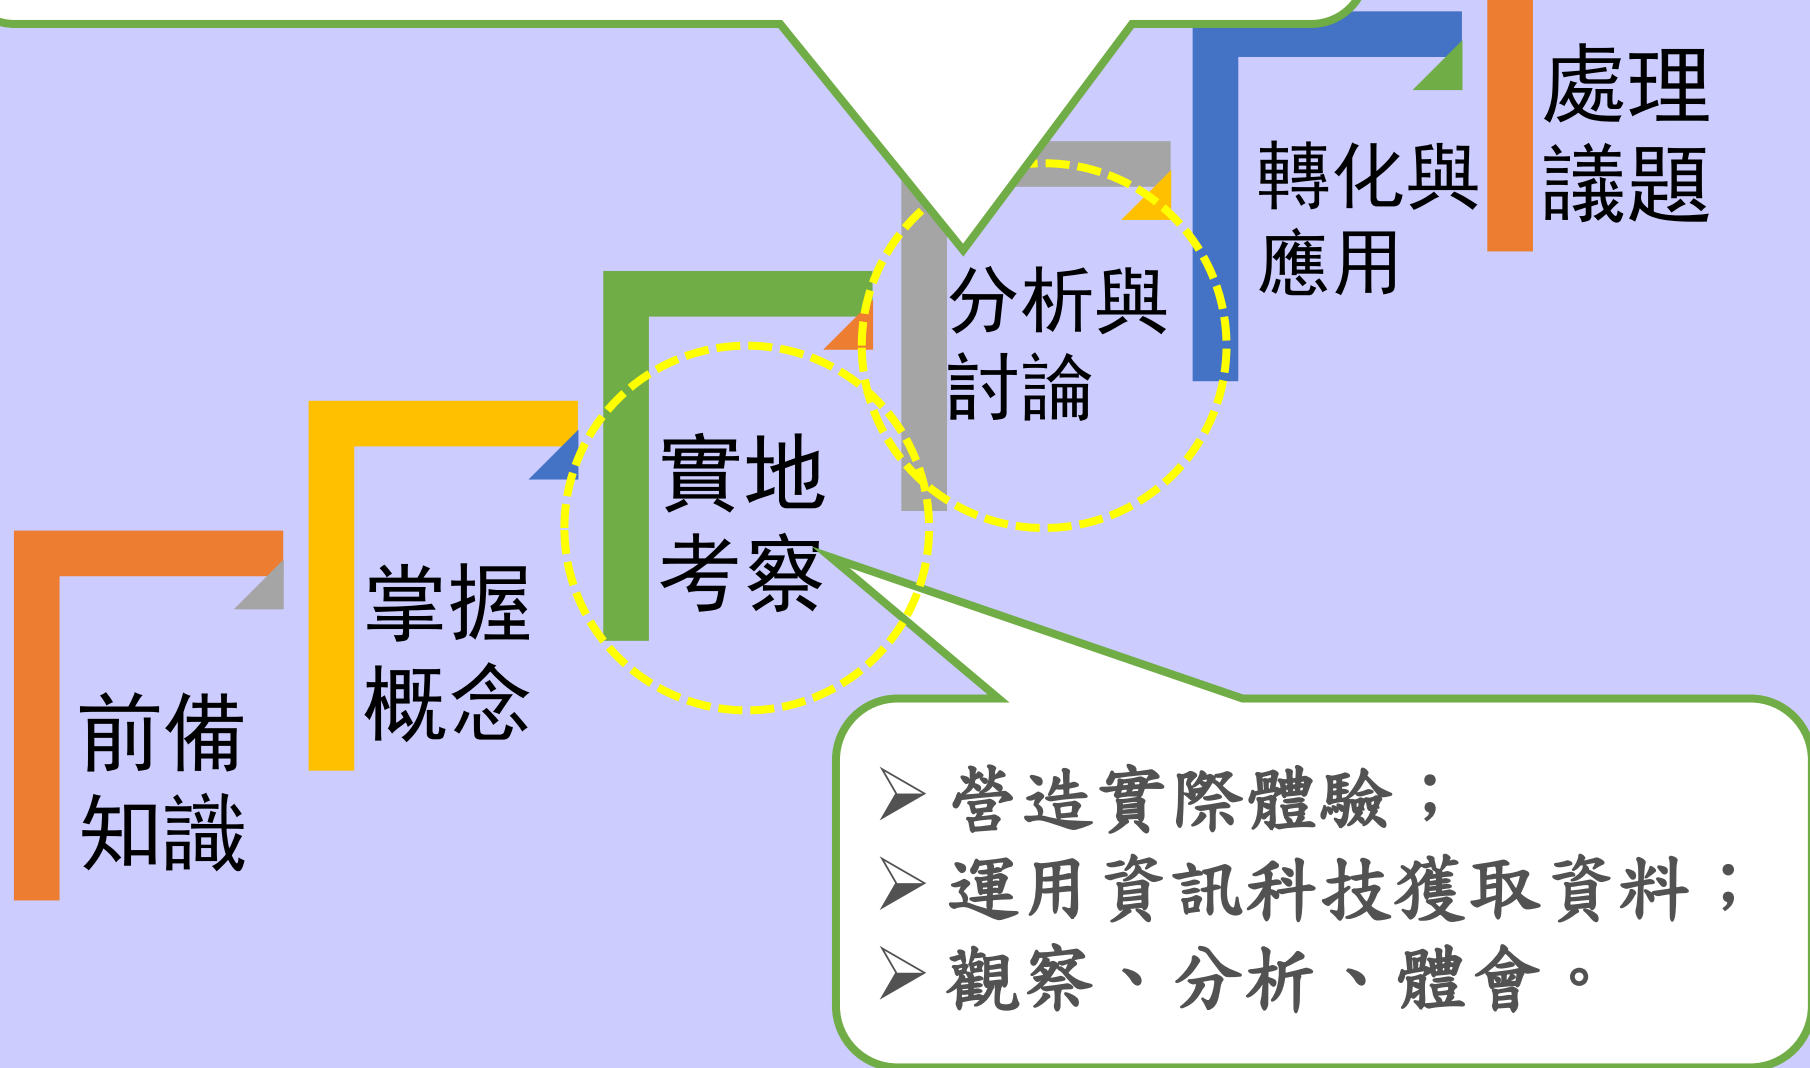 前備
知識
掌握
概念
實地
考察
分析與
討論
轉化與
應用
處理
議題
營造實際體驗；
運用資訊科技獲取資料；
觀察、分析、體會。